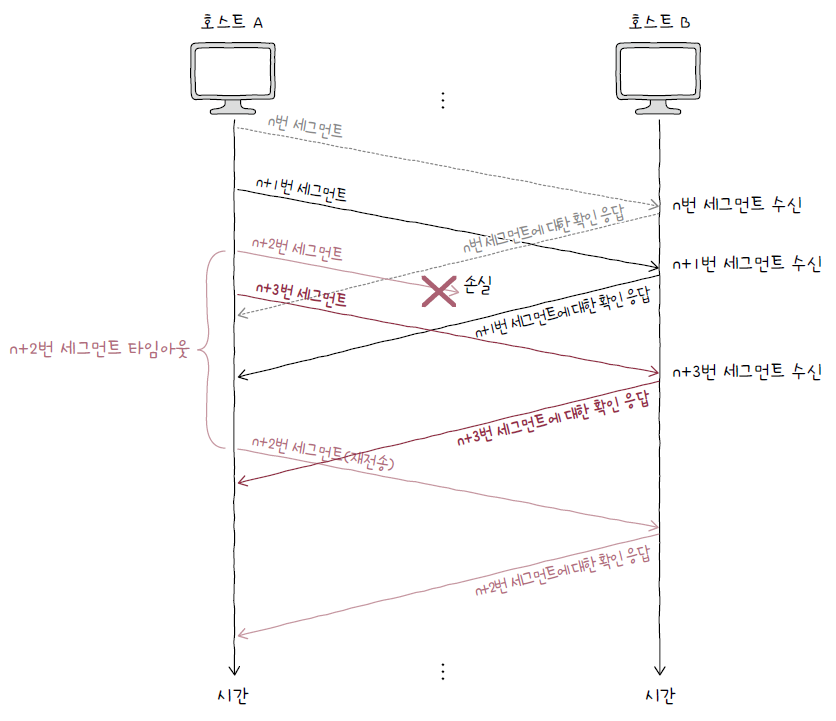 호스트 A
호스트 B
n번 세그먼트
n+1번 세그먼트
n번 세그먼트 수신
n번 세그먼트에 대한 확인 응답
n+2번 세그먼트
n+1번 세그먼트 수신
손실
n+3번 세그먼트
n+1번 세그먼트에 대한 확인 응답
n+2번 세그먼트 타임아웃
n+3번 세그먼트 수신
n+3번 세그먼트에 대한 확인 응답
n+2번 세그먼트(재전송)
n+2번 세그먼트에 대한 확인 응답
시간
시간